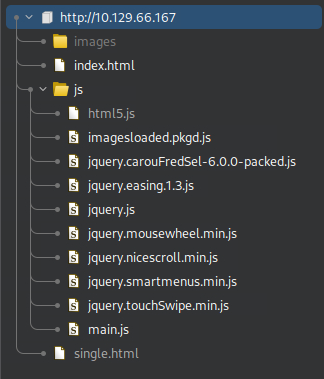 http://10.129.66.167
images
index.html
js
html5.js
imagesloaded.pkgd.js
jquery.carouFredSel-6.0.0-packed.js
jquery.easing.1.3.js
jquery.js
jquery.mousewheel.min.js
jquery.nicescroll.min.js
jquery.smartmenus.min.js
jquery.touchSwipe.min.js
main.js
single.html